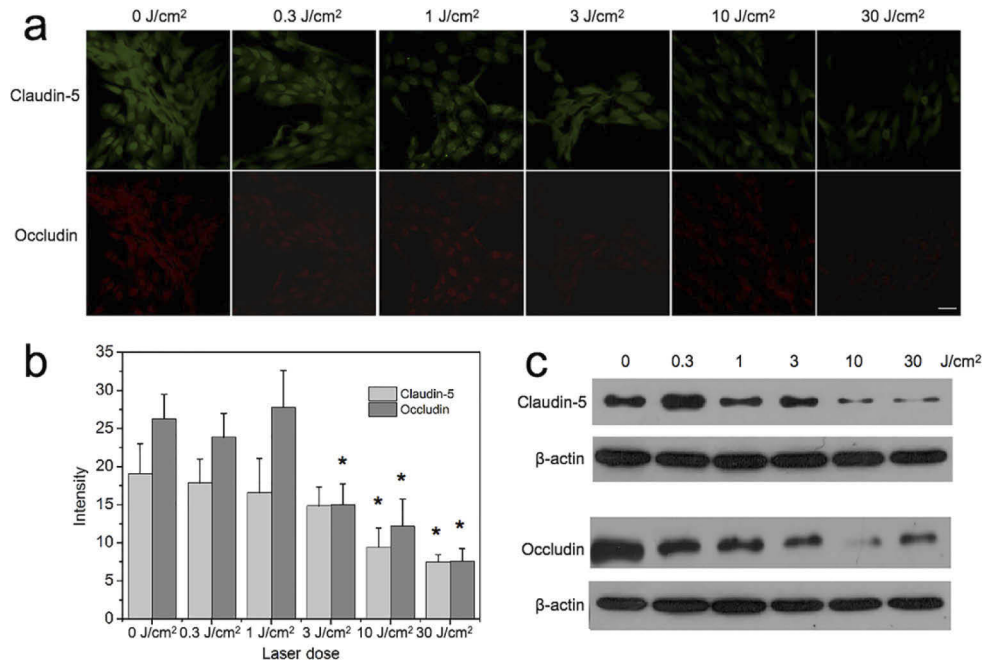 a
0 J/cm² 0.3 J/cm² 1 J/cm² 3 J/cm² 10 J/cm² 30 J/cm²
Claudin-5
Occludin
b
35
30
25
20
15
10
5
0
Intensity
Claudin-5
Occludin
*
*
*
*
*
0 J/cm² 0.3 J/cm² 1 J/cm² 3 J/cm² 10 J/cm² 30 J/cm²
Laser dose
c
0 0.3 1 3 10 30 J/cm²
Claudin-5
β-actin
Occludin
β-actin